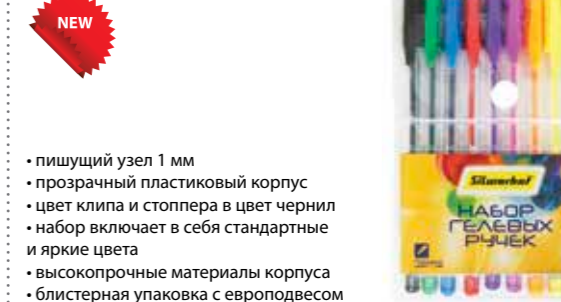 NEW
• пишущий узел 1 мм
• прозрачный пластиковый корпус
• цвет клипа и стоппера в цвет чернил
• набор включает в себя стандартные
и яркие цвета
• высокопрочные материалы корпуса
• блистерная упаковка с европодвесом
Silwerhof
НАБОР
ГЕЛЕВЫХ
РУЧЕК